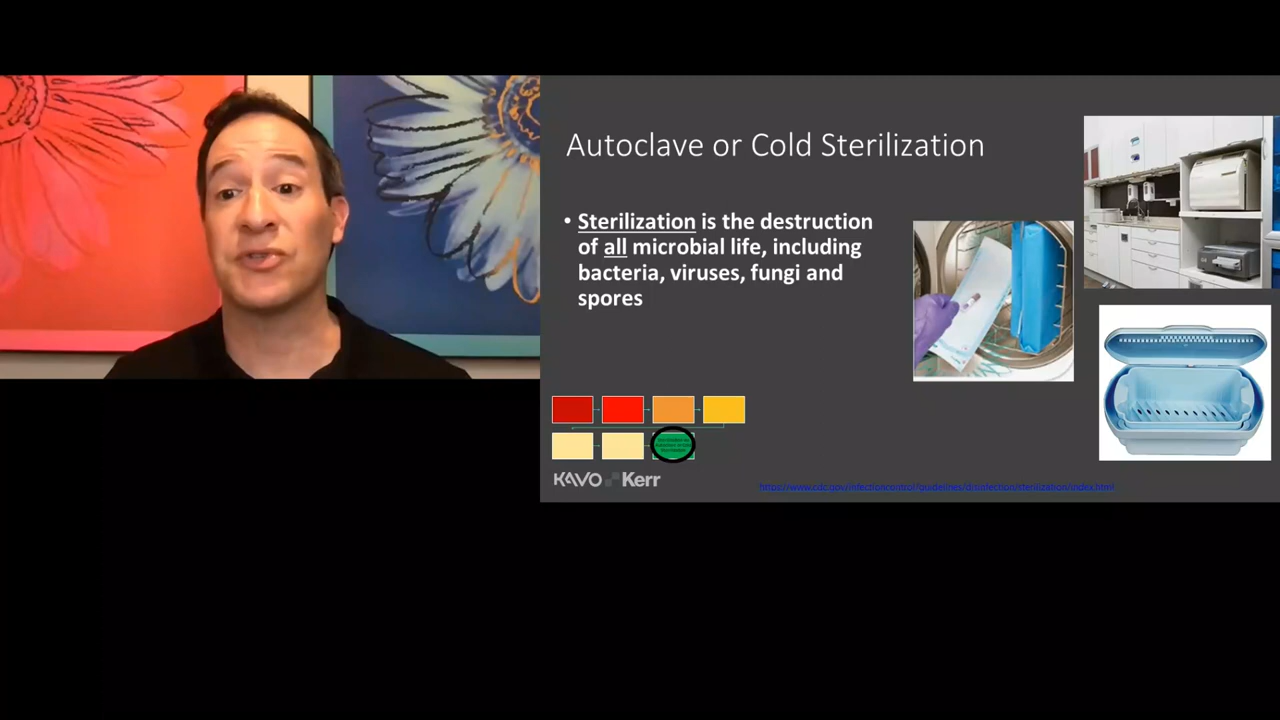 Autoclave or Cold Sterilization
• Sterilization is the destruction
of all microbial life, including
bacteria, viruses, fungi and
spores
KAVO Kerr